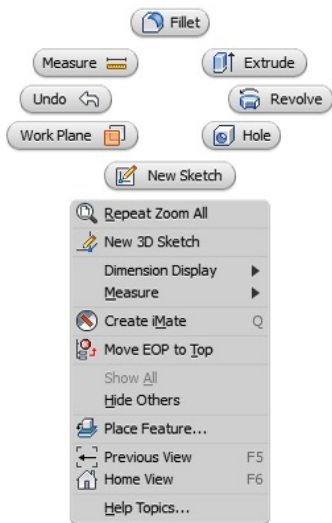 Fillet
Measure
Extrude
Undo
Revolve
Work Plane
Hole
New Sketch
Repeat Zoom All
New 3D Sketch
Dimension Display
Measure
Create iMate Q
Move EOP to Top
Show All
Hide Others
Place Feature...
Previous View F5
Home View F6
Help Topics...